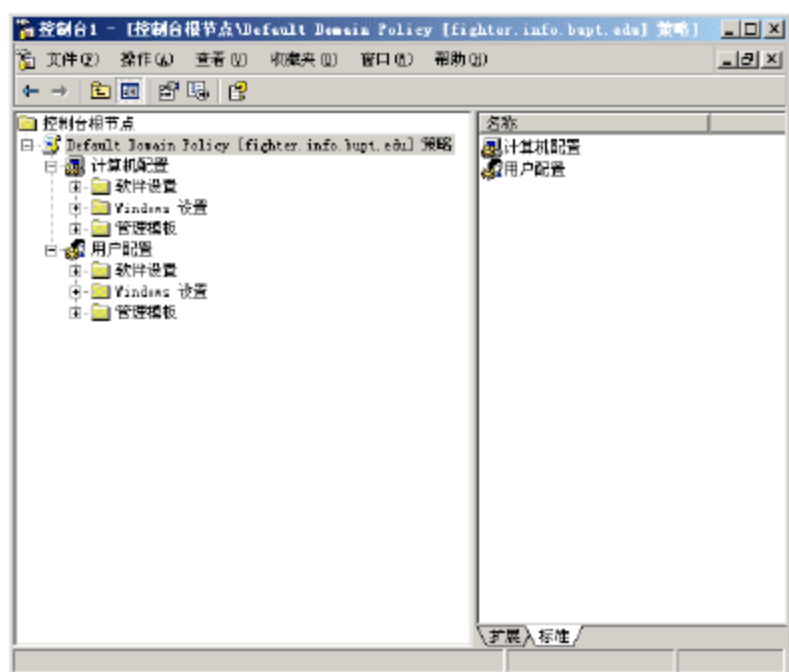 控制台1 - [控制台根节点\Default Domain Policy [fighter.info.bupt.edu] 策略]
文件(F) 操作(A) 查看(V) 收藏夹(O) 窗口(W) 帮助(H)
控制台根节点
Default Domain Policy [fighter.info.bupt.edu] 策略
计算机配置
软件设置
Windows 设置
管理模板
用户配置
软件设置
Windows 设置
管理模板
名称
计算机配置
用户配置
扩展 标准